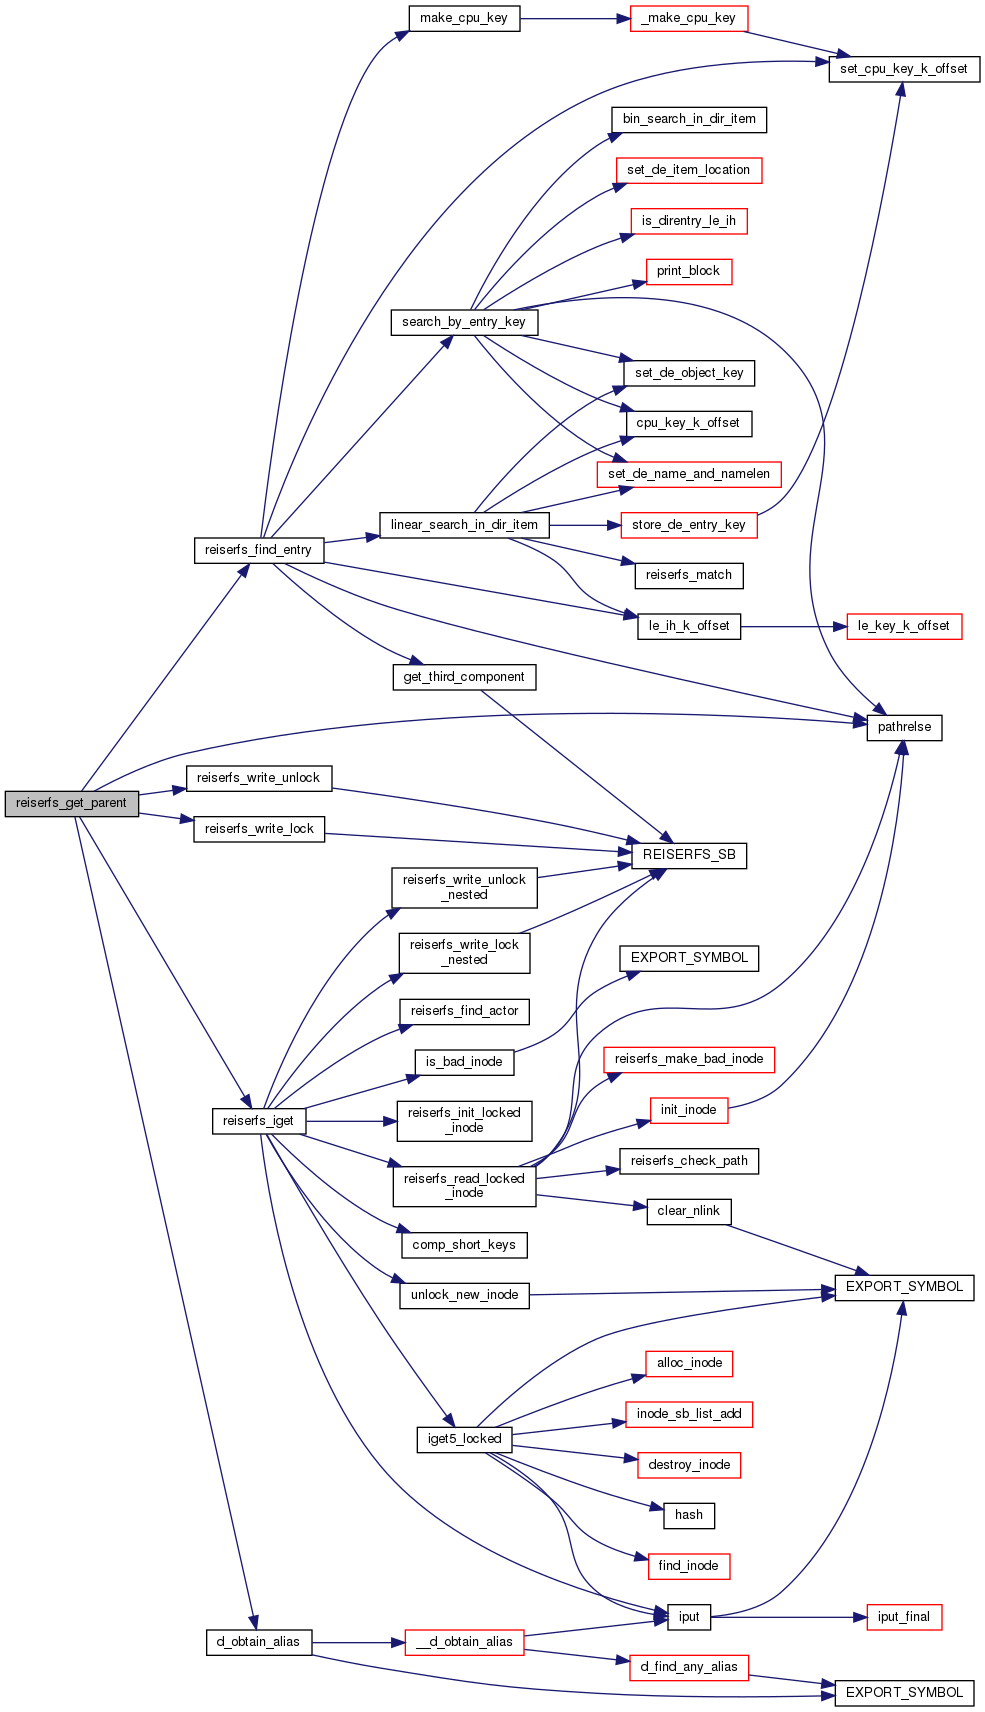 make_cpu_key
_make_cpu_key
set_cpu_key_k_offset
bin_search_in_dir_item
set_de_item_location
is_direntry_le_ih
print_block
search_by_entry_key
set_de_object_key
cpu_key_k_offset
set_de_name_and_namelen
linear_search_in_dir_item
store_de_entry_key
reiserfs_find_entry
reiserfs_match
le_ih_k_offset
le_key_k_offset
get_third_component
pathrelse
reiserfs_write_unlock
reiserfs_get_parent
reiserfs_write_lock
REISERFS_SB
reiserfs_write_unlock
_nested
reiserfs_write_lock
_nested
EXPORT_SYMBOL
reiserfs_find_actor
is_bad_inode
reiserfs_make_bad_inode
init_inode
reiserfs_iget
reiserfs_init_locked
_inode
reiserfs_check_path
reiserfs_read_locked
_inode
clear_nlink
comp_short_keys
unlock_new_inode
EXPORT_SYMBOL
alloc_inode
inode_sb_list_add
iget5_locked
destroy_inode
hash
find_inode
iput
iput_final
d_obtain_alias
__d_obtain_alias
d_find_any_alias
EXPORT_SYMBOL